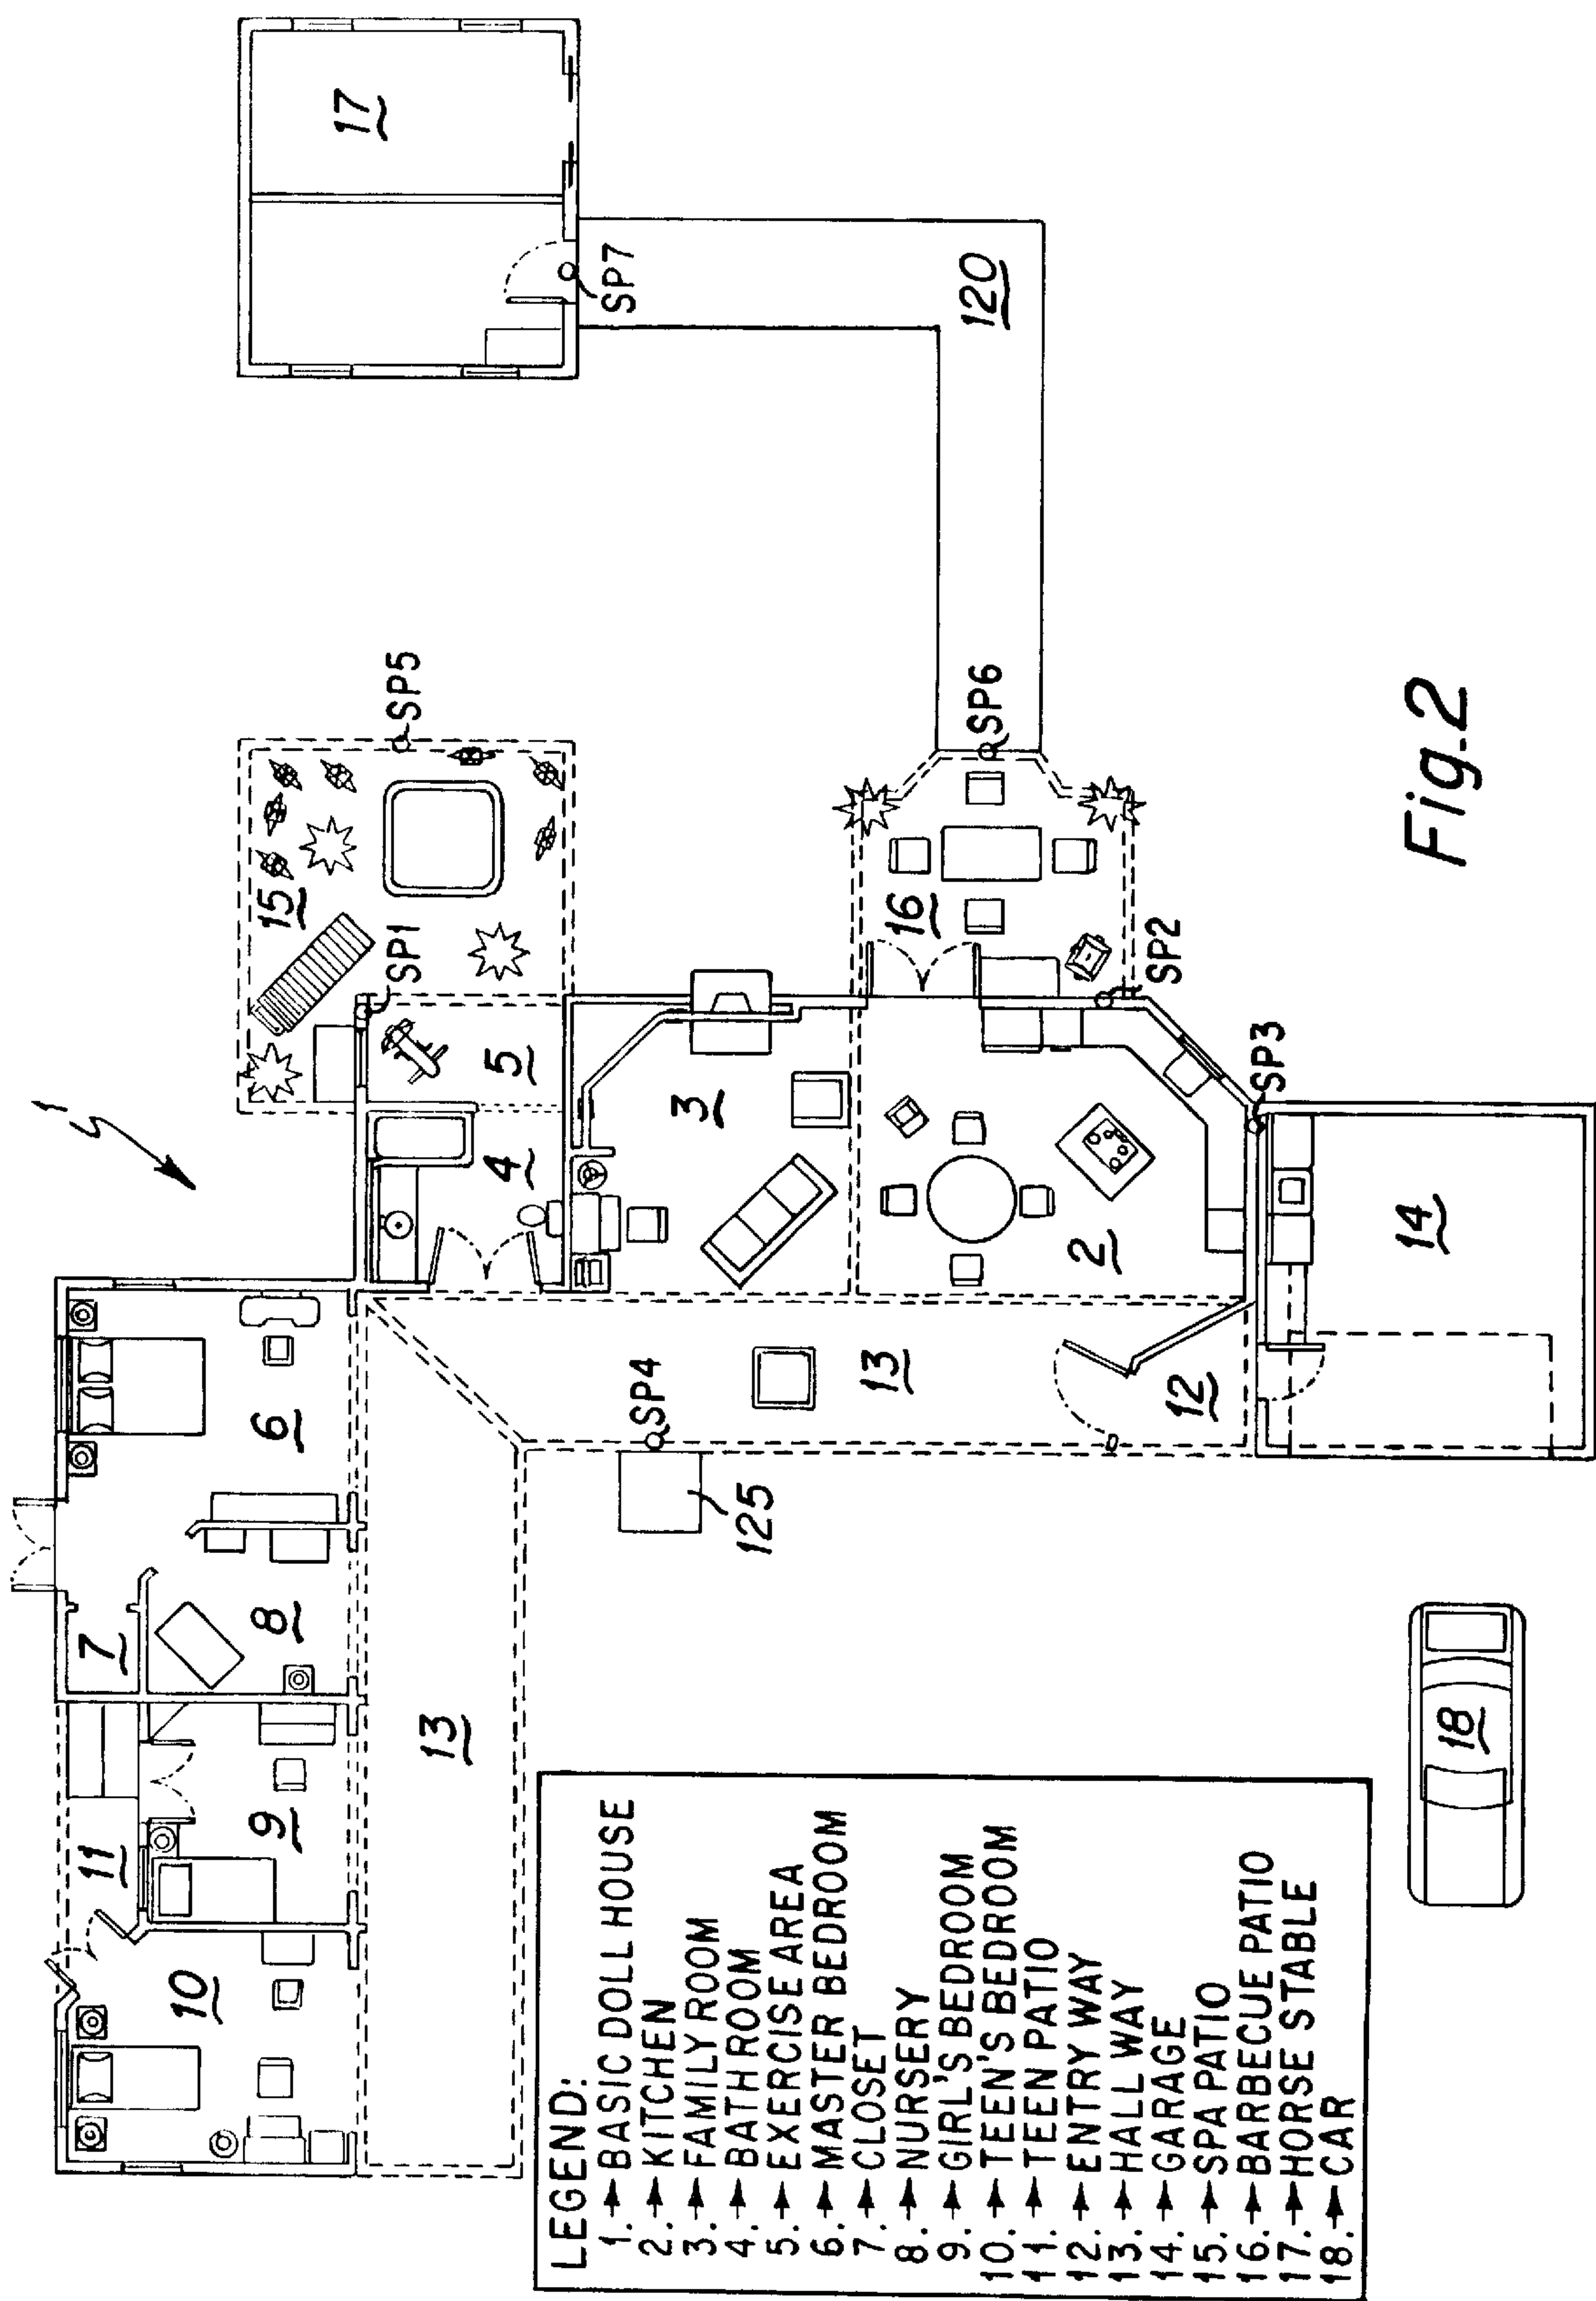 1
10
11
9
7
8
6
13
4
5
15
SP1
SP5
3
2
13
12
SP4
125
SP3
SP2
16
SP6
14
120
SP7
17
18
LEGEND:
1.→BASIC DOLL HOUSE
2.→KITCHEN
3.→FAMILY ROOM
4.→BATHROOM
5.→EXERCISE AREA
6.→MASTER BEDROOM
7.→CLOSET
8.→NURSERY
9.→GIRL'S BEDROOM
10.→TEEN'S BEDROOM
11.→TEEN PATIO
12.→ENTRY WAY
13.→HALL WAY
14.→GARAGE
15.→SPA PATIO
16.→BARBECUE PATIO
17.→HORSE STABLE
18.→CAR
Fig.2